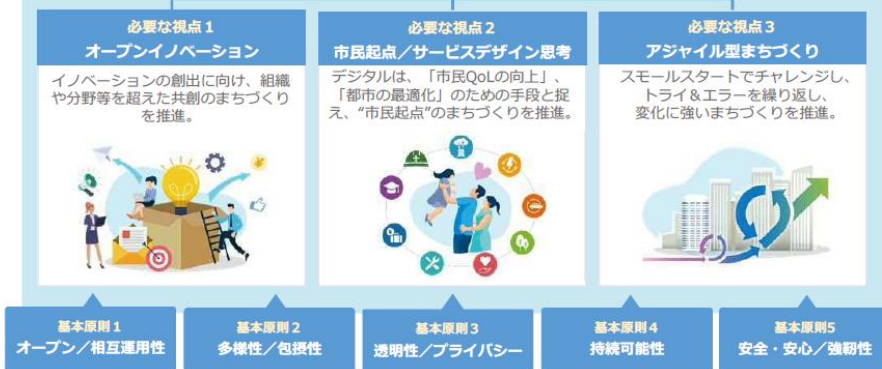 必要な視点1
オープンイノベーション
イノベーションの創出に向け、組織
や分野等を超えた共創のまちづくり
を推進。
必要な視点2
市民起点／サービスデザイン思考
デジタルは、「市民QoLの向上」、
「都市の最適化」のための手段と捉
え、“市民起点”のまちづくりを推進。
必要な視点3
アジャイル型まちづくり
スモールスタートでチャレンジし、
トライ＆エラーを繰り返し、
変化に強いまちづくりを推進。
基本原則1
オープン／相互運用性
基本原則2
多様性／包摂性
基本原則3
透明性／プライバシー
基本原則4
持続可能性
基本原則5
安全・安心／強靭性